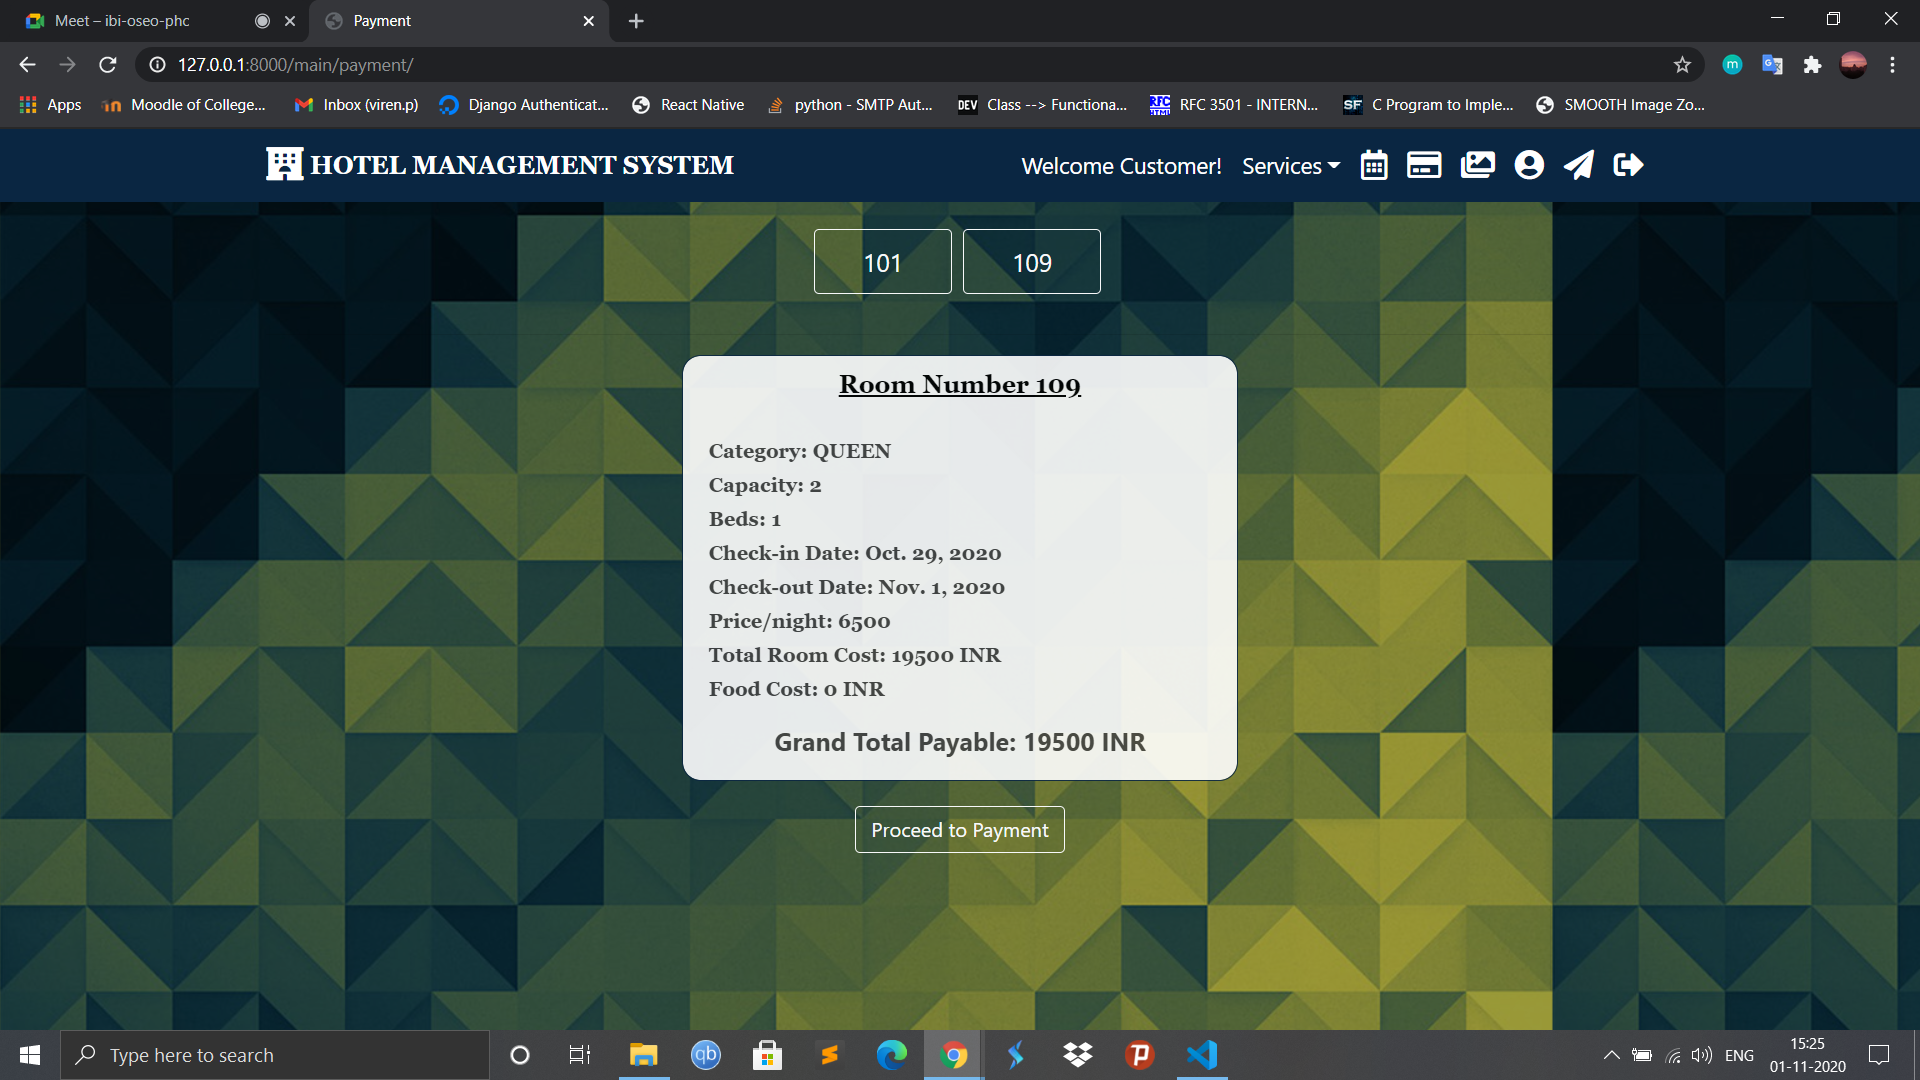 Meet – ibi-oseo-phc
Payment
127.0.0.1:8000/main/payment/
Apps
Moodle of College...
Inbox (viren.p)
Django Authenticat...
React Native
python - SMTP Aut...
DEV
Class --> Functiona...
RFC
HTML
RFC 3501 - INTERN...
SF
C Program to Imple...
SMOOTH Image Zo...
HOTEL MANAGEMENT SYSTEM
Welcome Customer!
Services
101
109
Room Number 109
Category: QUEEN
Capacity: 2
Beds: 1
Check-in Date: Oct. 29, 2020
Check-out Date: Nov. 1, 2020
Price/night: 6500
Total Room Cost: 19500 INR
Food Cost: 0 INR
Grand Total Payable: 19500 INR
Proceed to Payment
Type here to search
qb
ENG
15:25
01-11-2020